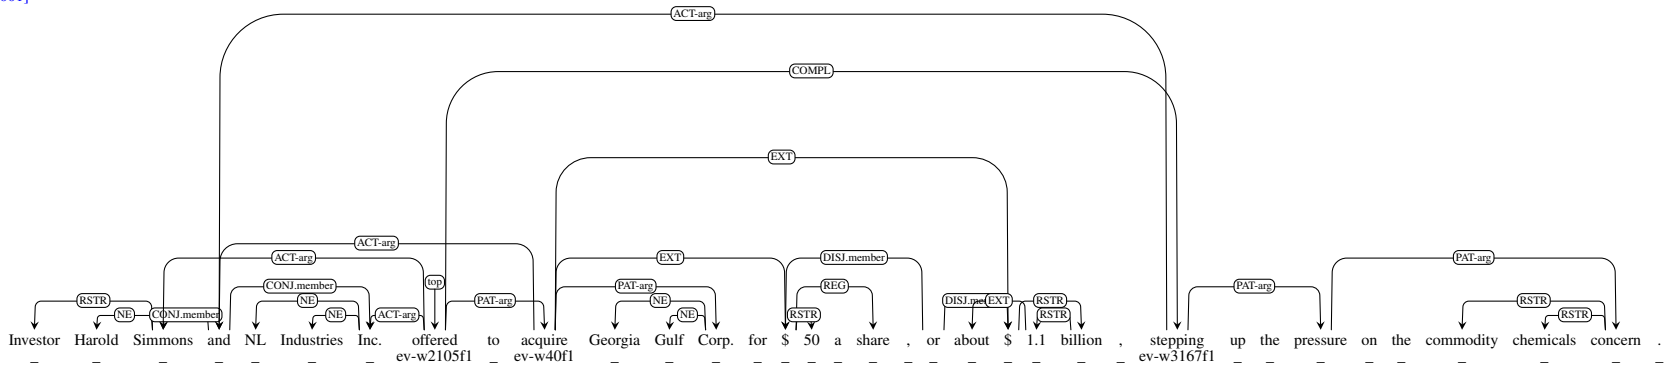 ACT-arg
COMPL
EXT
ACT-arg
ACT-arg EXT DISJ.member
top
CONJ.member PAT-arg REG PAT-arg PAT-arg
RSTR NE PAT-arg NE EXT RSTR RSTR
NE CONJ.member NE ACT-arg NE RSTR RSTR RSTR
Investor Harold Simmons and NL Industries Inc. offered to acquire Georgia Gulf Corp. for $ 50 a share , or about $ 1.1 billion , stepping up the pressure on the commodity chemicals concern .
_ _ _ _ _ _ _ ev-w2105f1 _ ev-w40f1 _ _ _ _ _ _ _ _ _ _ _ _ _ _ _ ev-w3167f1 _ _ _ _ _ _ _ _ _